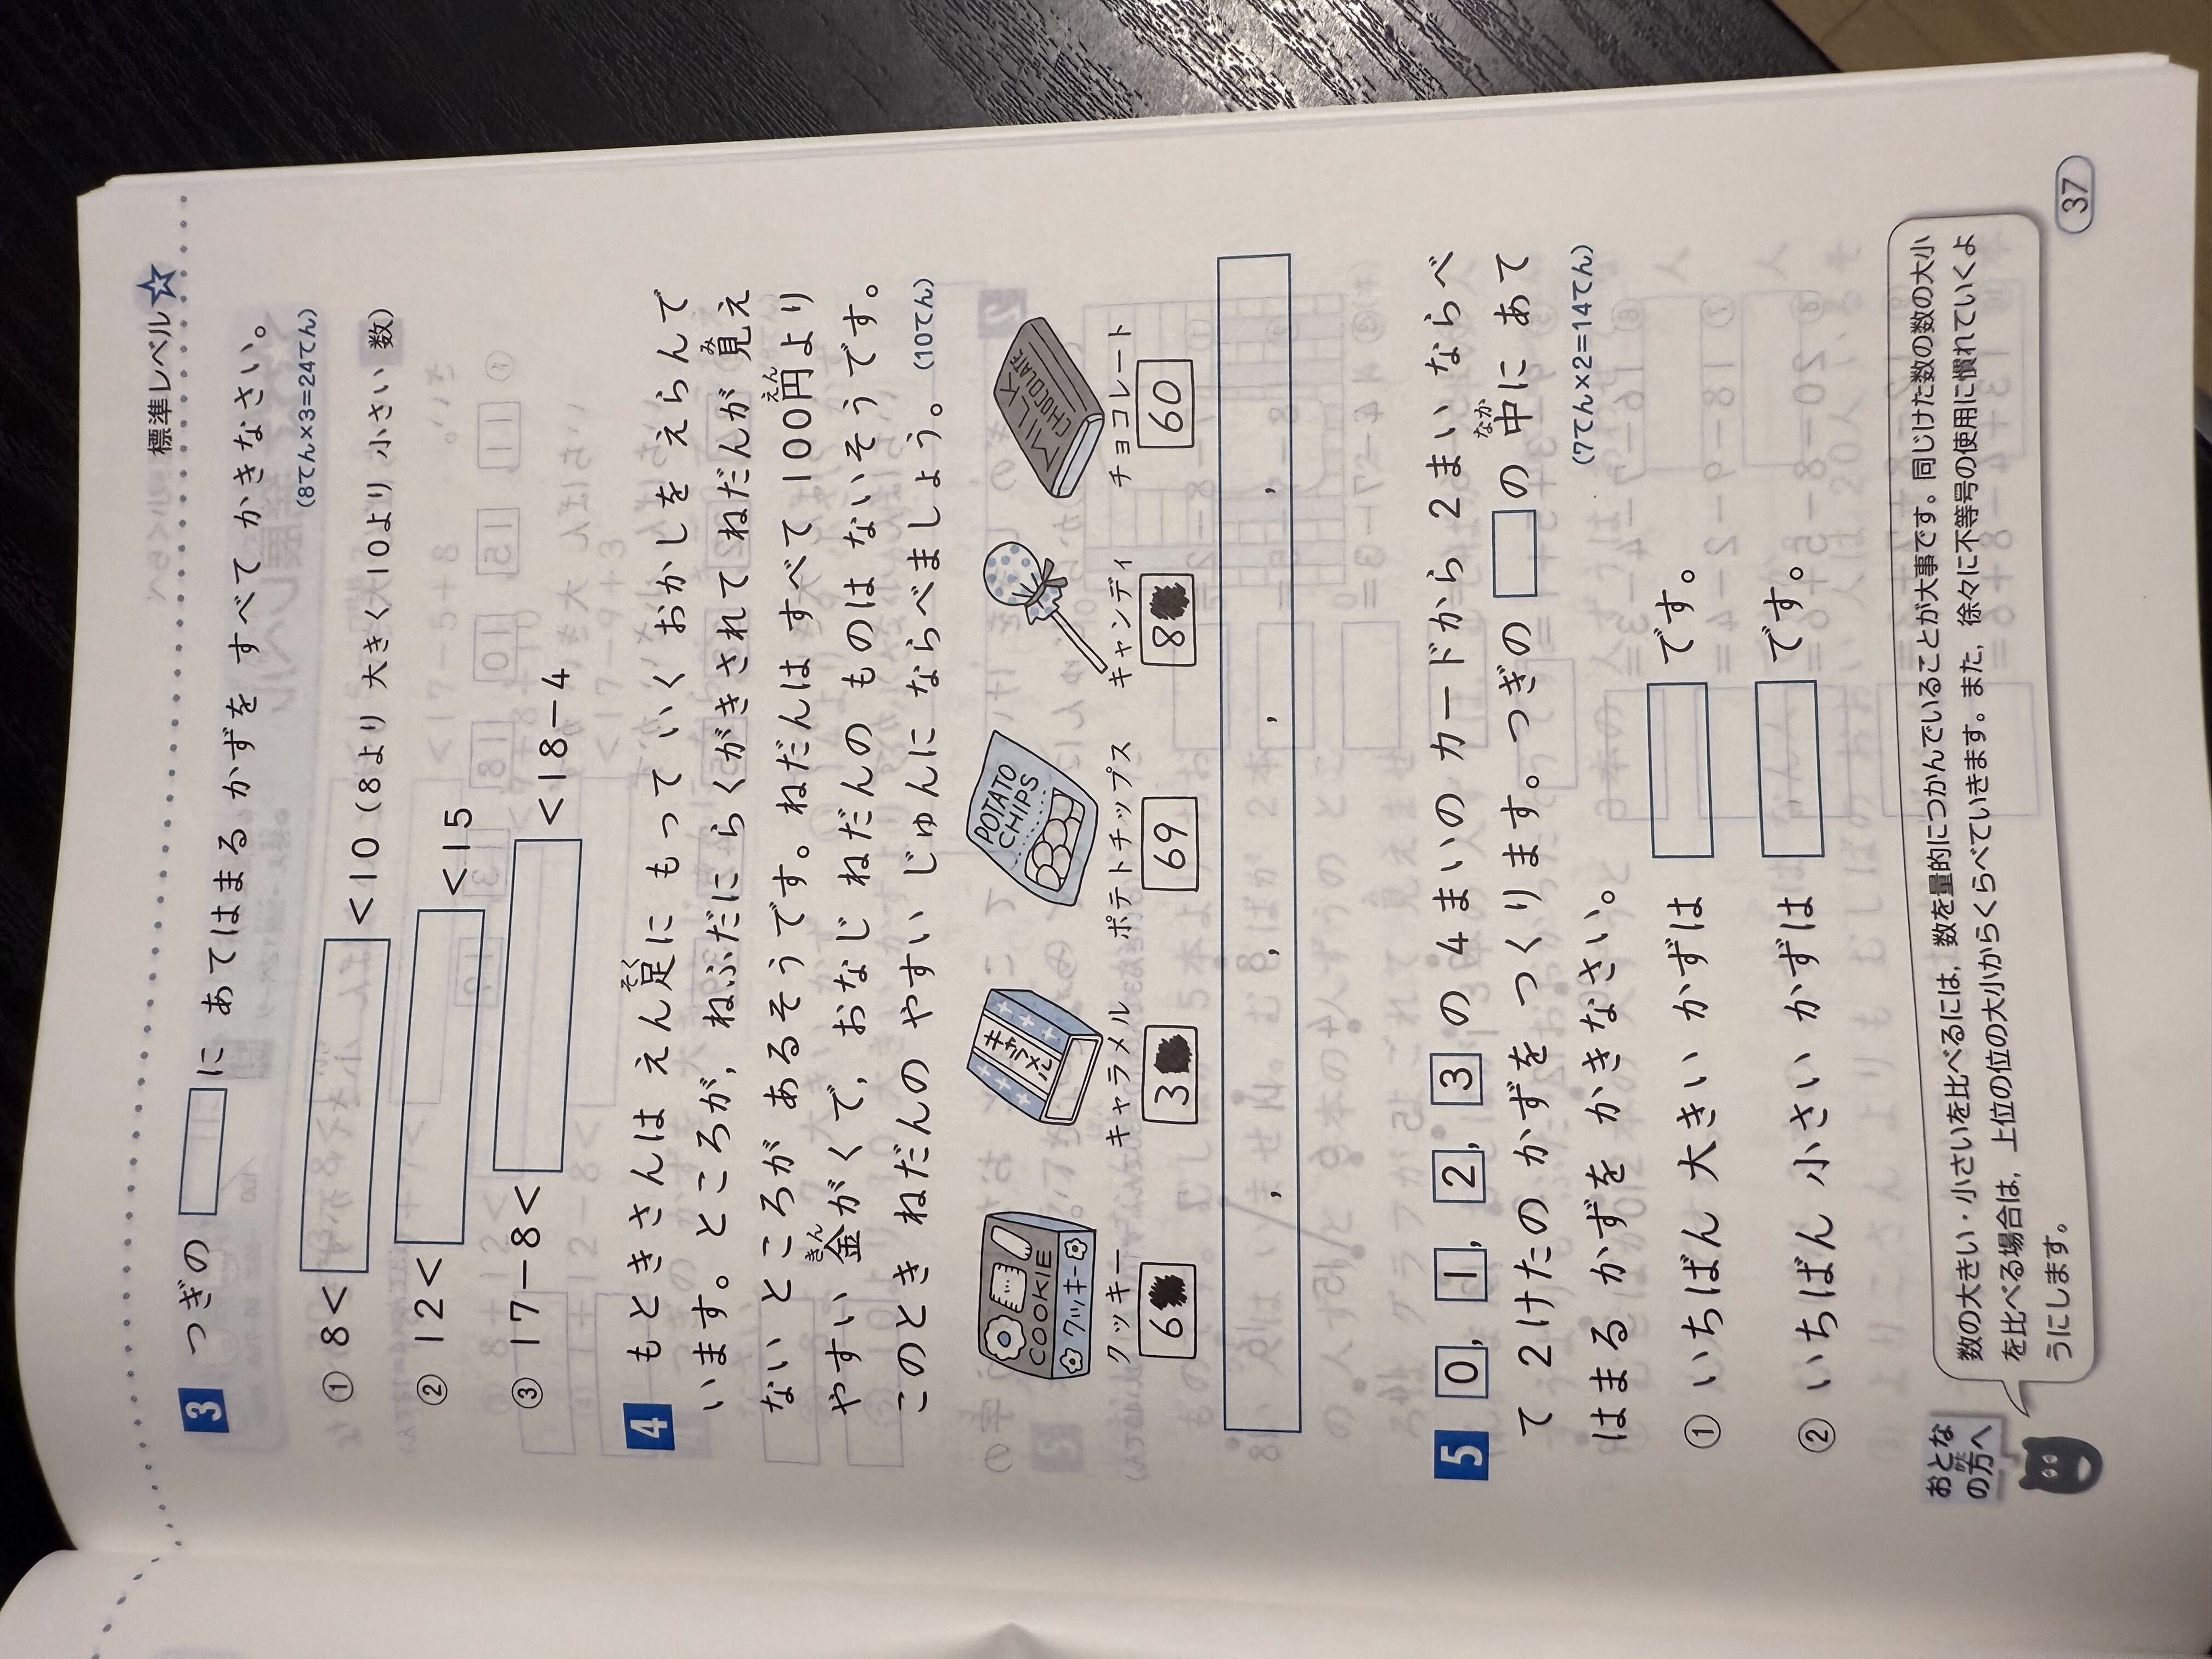 標準レベル☆
3 つぎの □に あてはまる かずを すべて かきなさい。
(8てん×3=24てん)
① 8< □ <10(8より 大きく 10より 小さい 数)
② 12< □ <15
③ 17-8< □ <18-4
4 もときさんは えん足に もって いく おかしを えらんで
そく
います。ところが, ねふだに らくがきされて ねだんが 見え
み
ない ところが あるそうです。ねだんは すべて 100円より
えん
やすい 金がくで, おなじ ねだんの ものは ないそうです。
きん
このとき ねだんの やすい じゅんに ならべましょう。(10てん)
COOKIE
クッキー
キャラメル
POTATO
CHIPS
MILK
CHOCOLATE
クッキー キャラメル ポテトチップス キャンディ チョコレート
6 3 69 8 60
, , , ,
5 0, 1, 2, 3 の 4まいの カードから 2まい ならべ
て 2けたの かずを つくります。つぎの □の 中に あて
なか
はまる かずを かきなさい。 (7てん×2=14てん)
① いちばん 大きい かずは □ です。
② いちばん 小さい かずは □ です。
おとな
の方へ
数の大きい・小さいを比べるには, 数を量的につかんでいることが大事です。同じけた数の数の大小
を比べる場合は, 上位の位の大小からくらべていきます。また, 徐々に不等号の使用に慣れていくよ
うにします。
37